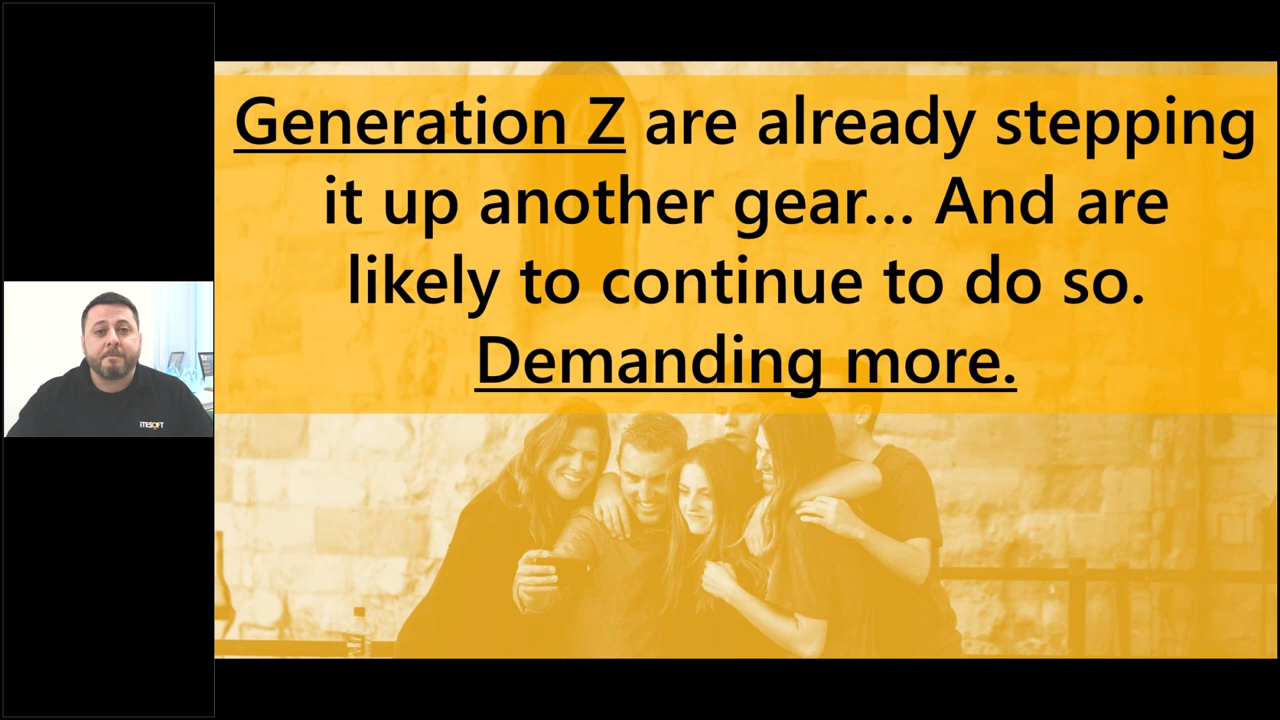 Generation Z are already stepping
it up another gear... And are
likely to continue to do so.
Demanding more.
ITESOFT